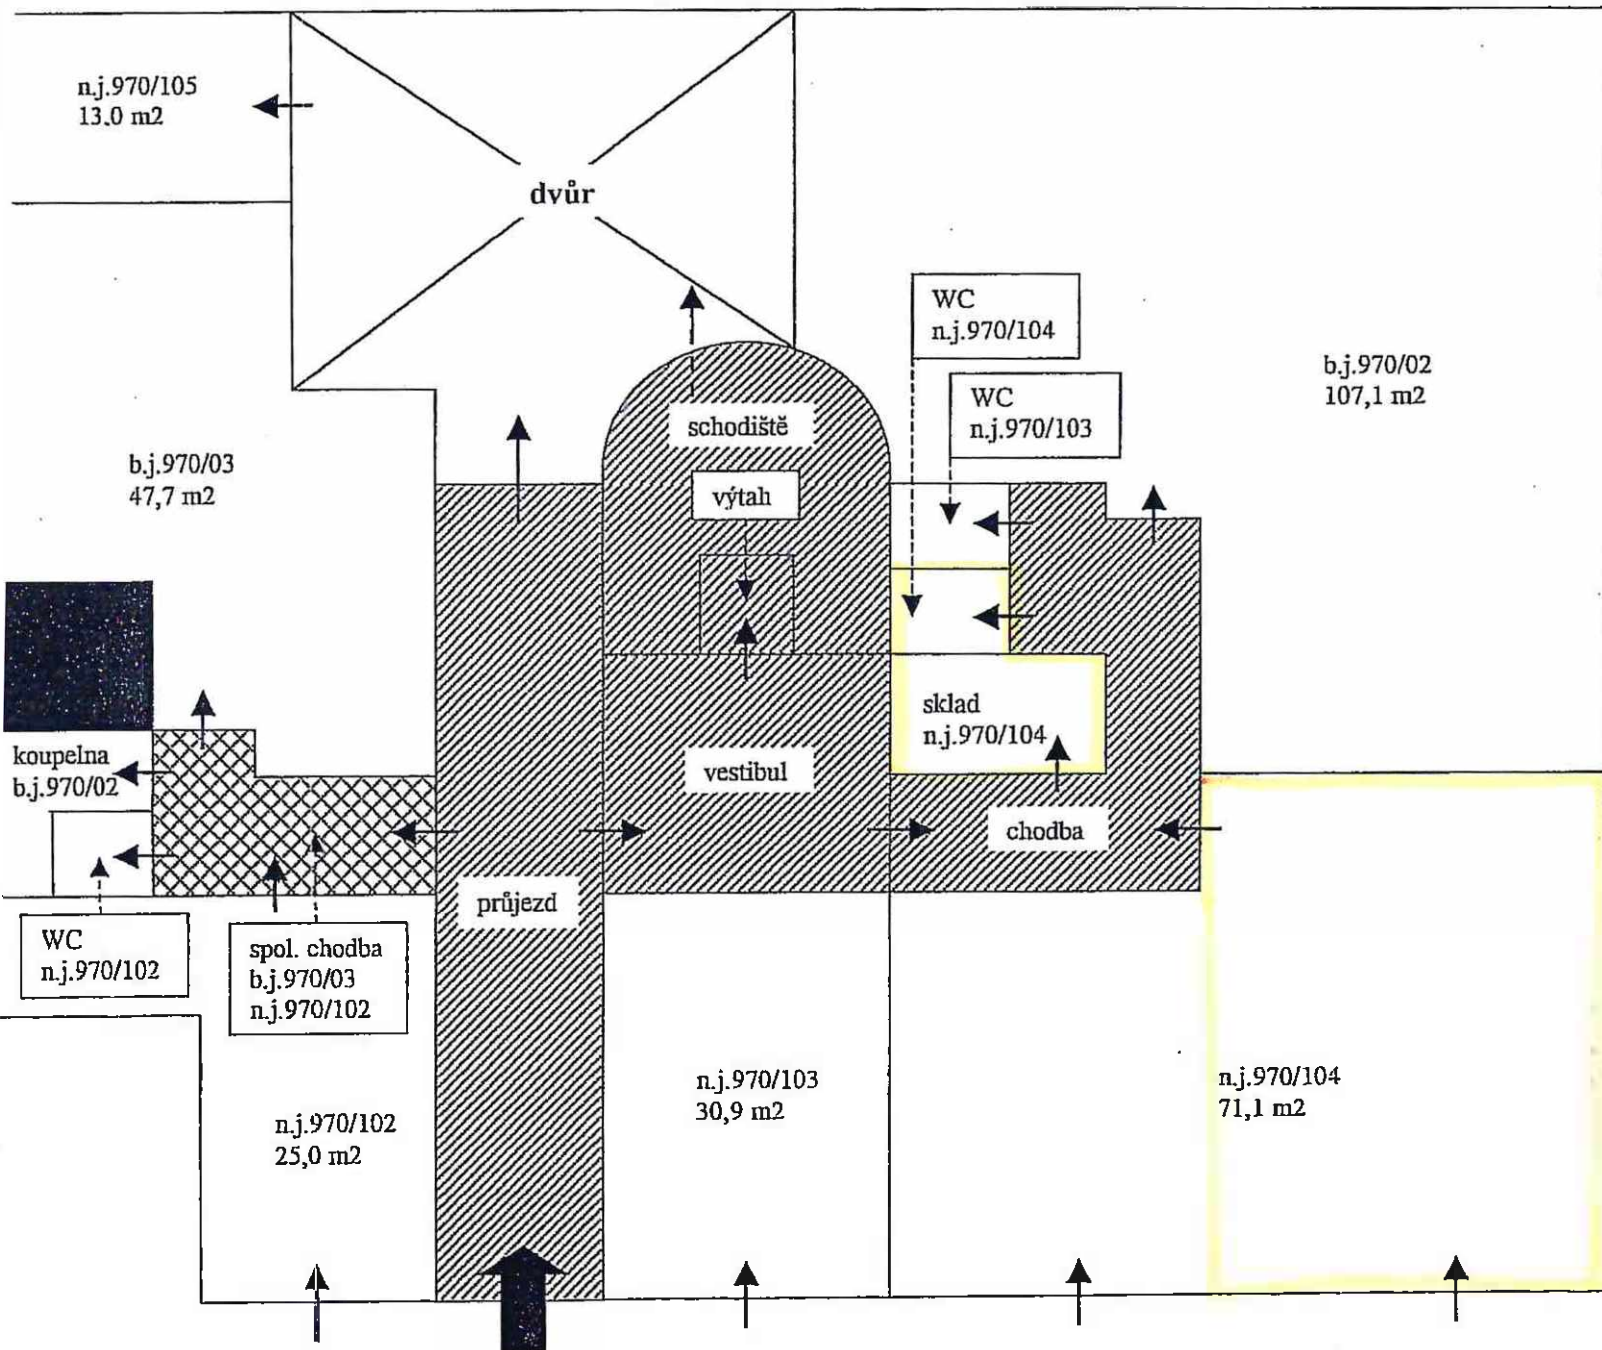 n.j.970/105
13.0 m2
dvůr
WC
n.j.970/104
WC
n.j.970/103
b.j.970/02
107,1 m2
schodiště
b.j.970/03
47,7 m2
výtah
sklad
n.j.970/104
koupelna
b.j.970/02
vestibul
chodba
průjezd
WC
n.j.970/102
spol. chodba
b.j.970/03
n.j.970/102
n.j.970/103
30,9 m2
n.j.970/104
71,1 m2
n.j.970/102
25,0 m2